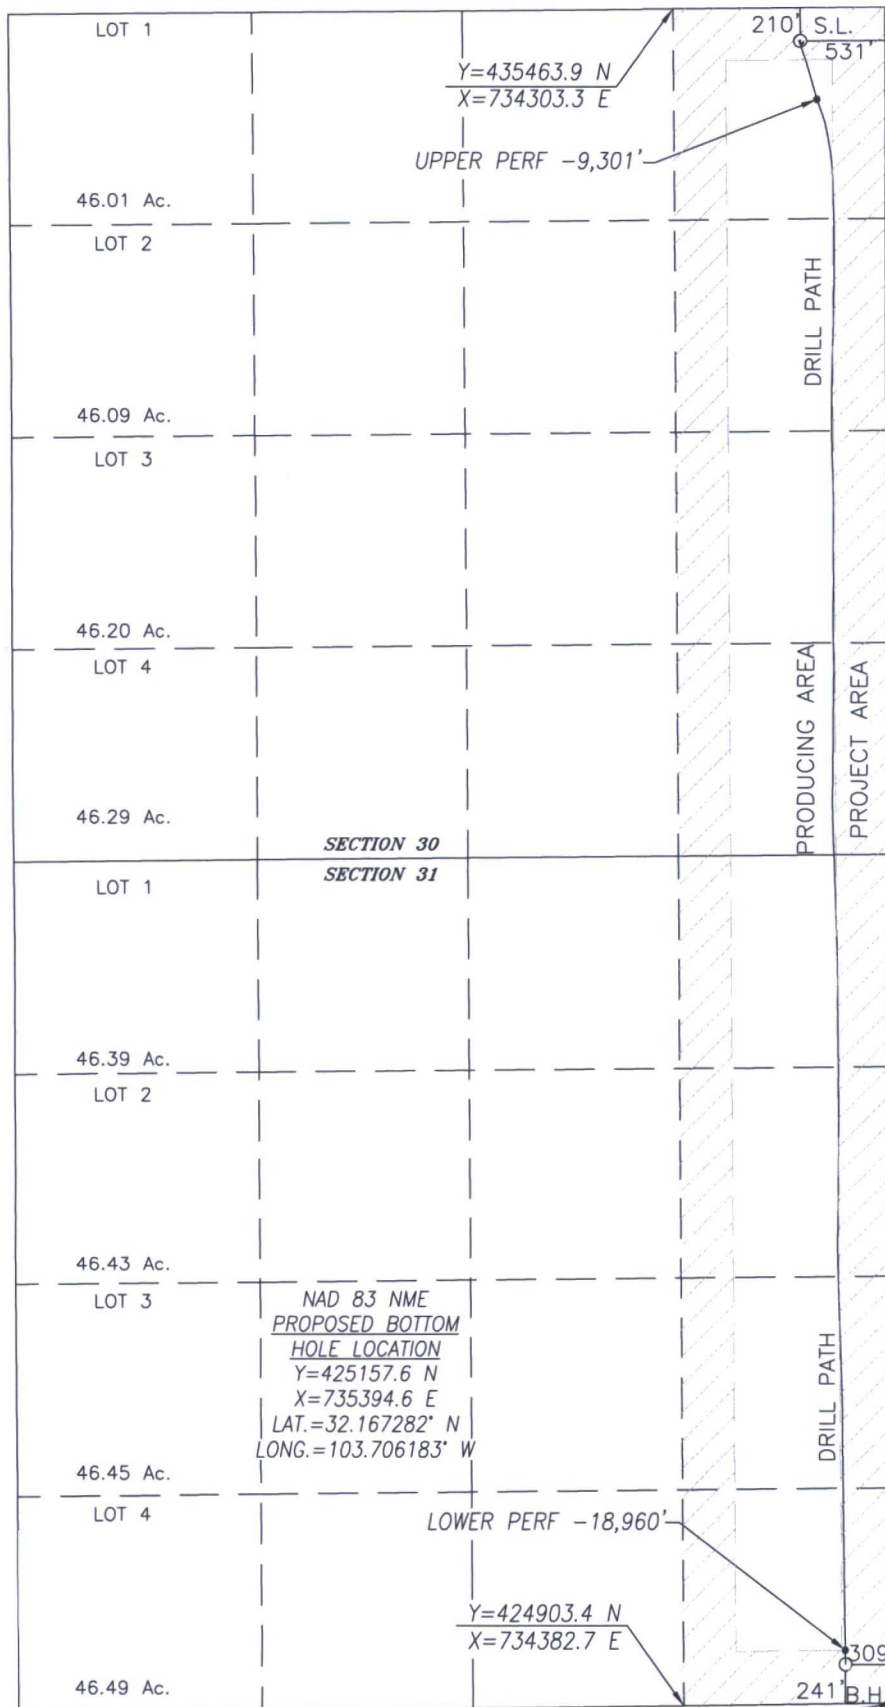 LOT 1
210' S.L.
531'
Y=435463.9 N
X=734303.3 E
UPPER PERF -9,301'
46.01 Ac.
LOT 2
DRILL PATH
46.09 Ac.
LOT 3
46.20 Ac.
LOT 4
PRODUCING AREA
PROJECT AREA
46.29 Ac.
SECTION 30
SECTION 31
LOT 1
46.39 Ac.
LOT 2
46.43 Ac.
LOT 3
NAD 83 NME
PROPOSED BOTTOM
HOLE LOCATION
Y=425157.6 N
X=735394.6 E
LAT.=32.167282° N
LONG.=103.706183° W
DRILL PATH
46.45 Ac.
LOT 4
LOWER PERF -18,960'
Y=424903.4 N
X=734382.7 E
309
46.49 Ac.
241' B.H